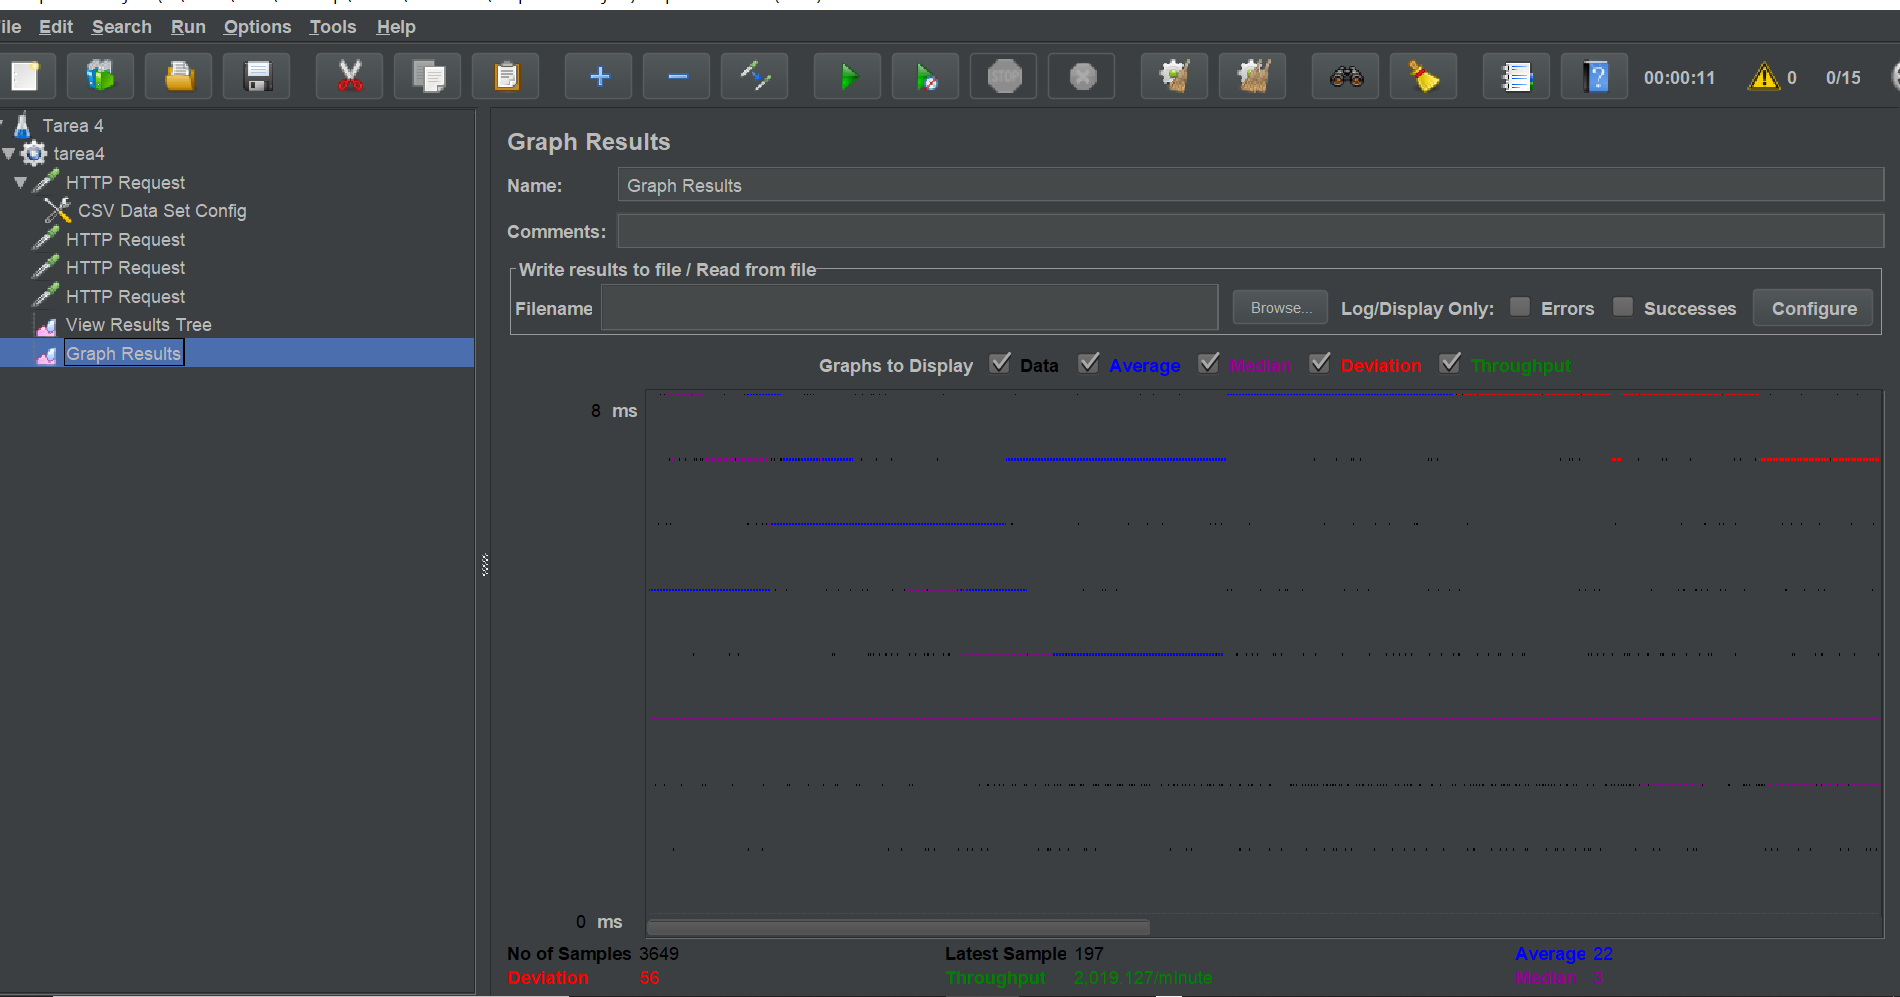 ile Edit Search Run Options Tools Help
STOP ? 00:00:11 0 0/15
Tarea 4
tarea4
HTTP Request
CSV Data Set Config
HTTP Request
HTTP Request
HTTP Request
View Results Tree
Graph Results
Graph Results
Name: Graph Results
Comments:
Write results to file / Read from file
Filename Browse... Log/Display Only: Errors Successes Configure
Graphs to Display Data Average Median Deviation Throughput
8 ms
0 ms
No of Samples 3649 Latest Sample 197 Average 22
Deviation 56 Throughput 2.019.127/minute Median 3